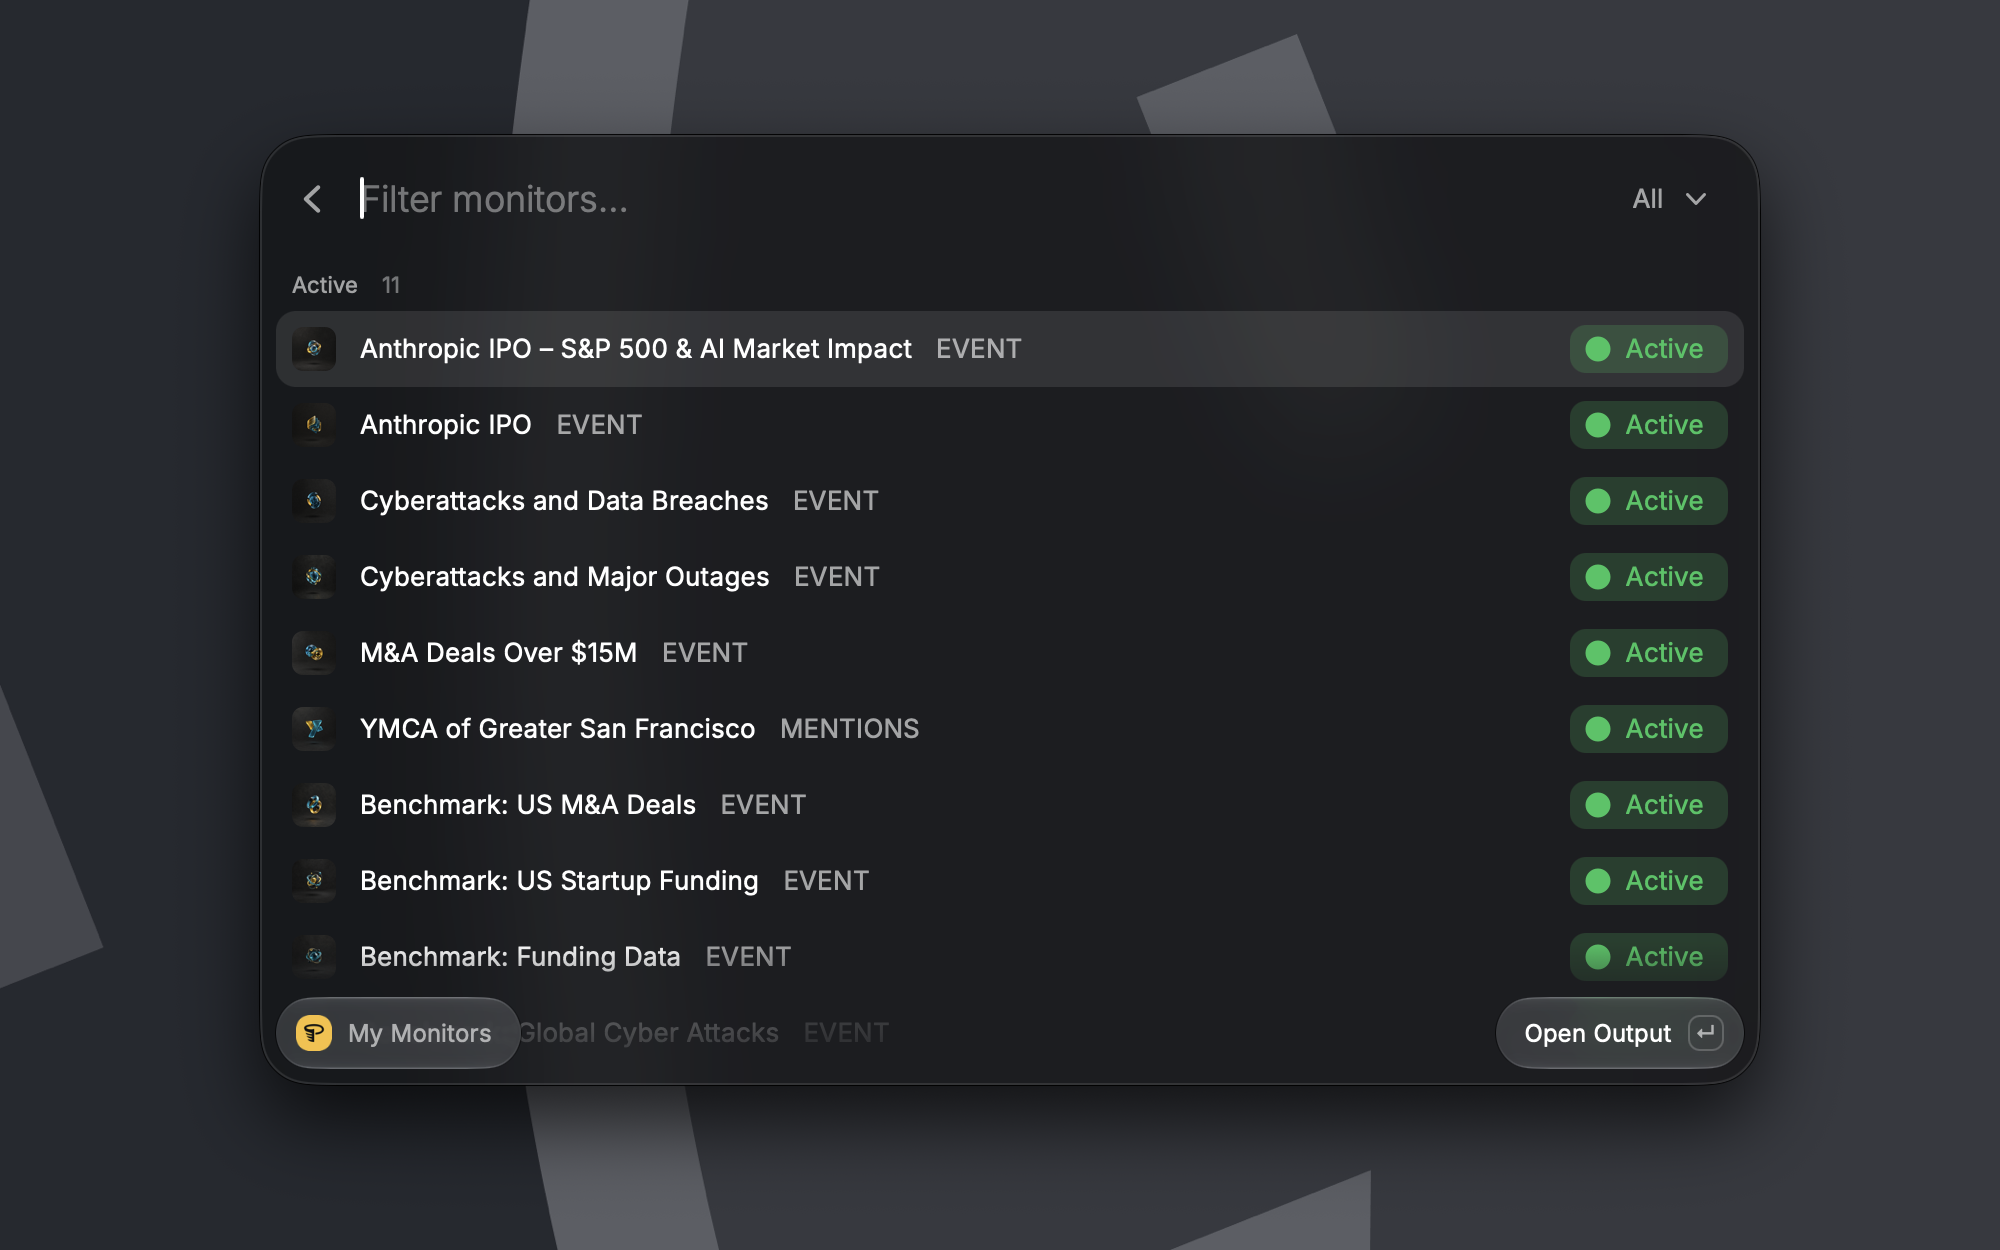 Filter monitors...
All
Active 11
Anthropic IPO – S&P 500 & AI Market Impact EVENT Active
Anthropic IPO EVENT Active
Cyberattacks and Data Breaches EVENT Active
Cyberattacks and Major Outages EVENT Active
M&A Deals Over $15M EVENT Active
YMCA of Greater San Francisco MENTIONS Active
Benchmark: US M&A Deals EVENT Active
Benchmark: US Startup Funding EVENT Active
Benchmark: Funding Data EVENT Active
Global Cyber Attacks EVENT
My Monitors
Open Output